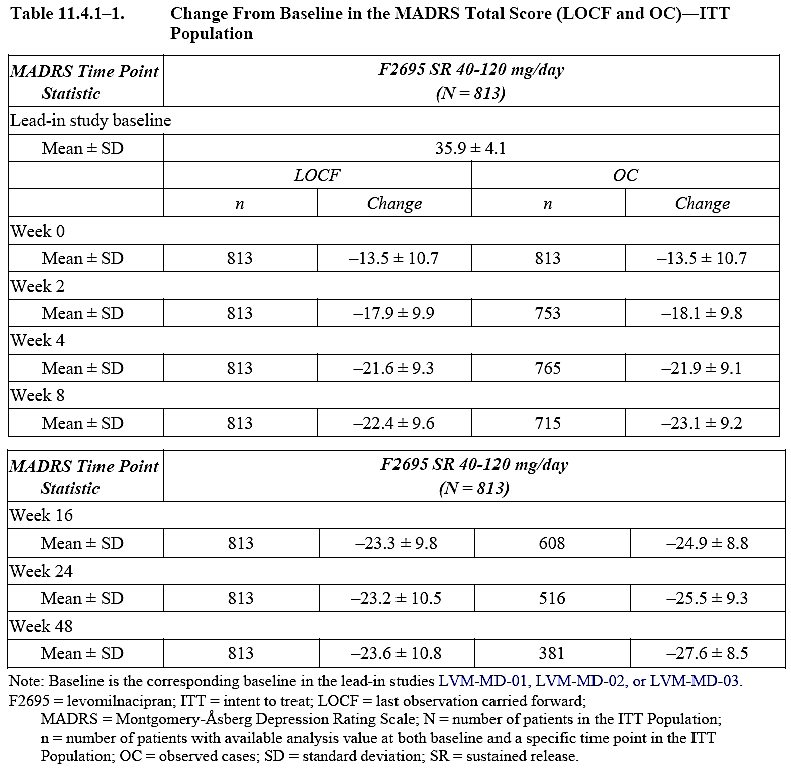 Table 11.4.1–1. Change From Baseline in the MADRS Total Score (LOCF and OC)—ITT
Population
MADRS Time Point F2695 SR 40-120 mg/day
Statistic (N = 813)
Lead-in study baseline
Mean ± SD 35.9 ± 4.1
LOCF OC
n Change n Change
Week 0
Mean ± SD 813 –13.5 ± 10.7 813 –13.5 ± 10.7
Week 2
Mean ± SD 813 –17.9 ± 9.9 753 –18.1 ± 9.8
Week 4
Mean ± SD 813 –21.6 ± 9.3 765 –21.9 ± 9.1
Week 8
Mean ± SD 813 –22.4 ± 9.6 715 –23.1 ± 9.2
MADRS Time Point F2695 SR 40-120 mg/day
Statistic (N = 813)
Week 16
Mean ± SD 813 –23.3 ± 9.8 608 –24.9 ± 8.8
Week 24
Mean ± SD 813 –23.2 ± 10.5 516 –25.5 ± 9.3
Week 48
Mean ± SD 813 –23.6 ± 10.8 381 –27.6 ± 8.5
Note: Baseline is the corresponding baseline in the lead-in studies LVM-MD-01, LVM-MD-02, or LVM-MD-03.
F2695 = levomilnacipran; ITT = intent to treat; LOCF = last observation carried forward;
MADRS = Montgomery-Åsberg Depression Rating Scale; N = number of patients in the ITT Population;
n = number of patients with available analysis value at both baseline and a specific time point in the ITT
Population; OC = observed cases; SD = standard deviation; SR = sustained release.